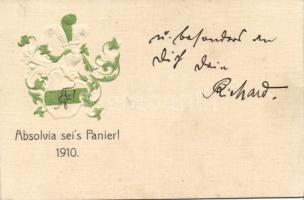 u. besonders an
Dich Dein
Richard.
Absolvia sei's Panier!
1910.